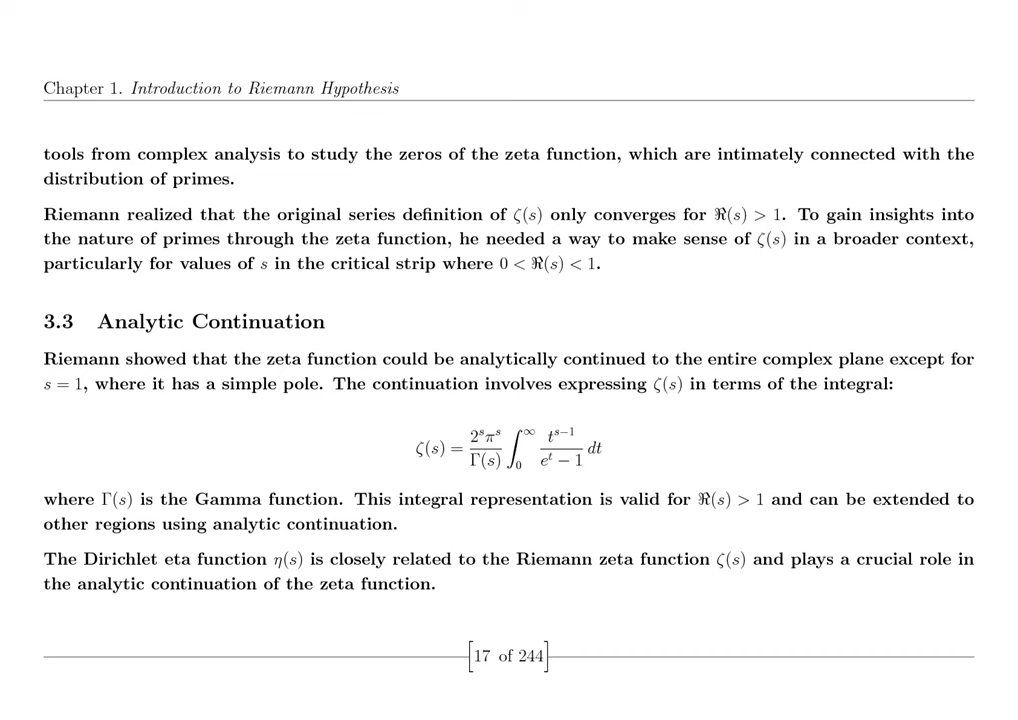 Chapter 1. Introduction to Riemann Hypothesis
tools from complex analysis to study the zeros of the zeta function, which are intimately connected with the
distribution of primes.
Riemann realized that the original series definition of ζ(s) only converges for ℜ(s) > 1. To gain insights into
the nature of primes through the zeta function, he needed a way to make sense of ζ(s) in a broader context,
particularly for values of s in the critical strip where 0 < ℜ(s) < 1.
3.3 Analytic Continuation
Riemann showed that the zeta function could be analytically continued to the entire complex plane except for
s = 1, where it has a simple pole. The continuation involves expressing ζ(s) in terms of the integral:
ζ(s) = \frac{2^s π^s}{Γ(s)} ∫_0^∞ \frac{t^{s−1}}{e^t − 1} dt
where Γ(s) is the Gamma function. This integral representation is valid for ℜ(s) > 1 and can be extended to
other regions using analytic continuation.
The Dirichlet eta function η(s) is closely related to the Riemann zeta function ζ(s) and plays a crucial role in
the analytic continuation of the zeta function.
[17 of 244]